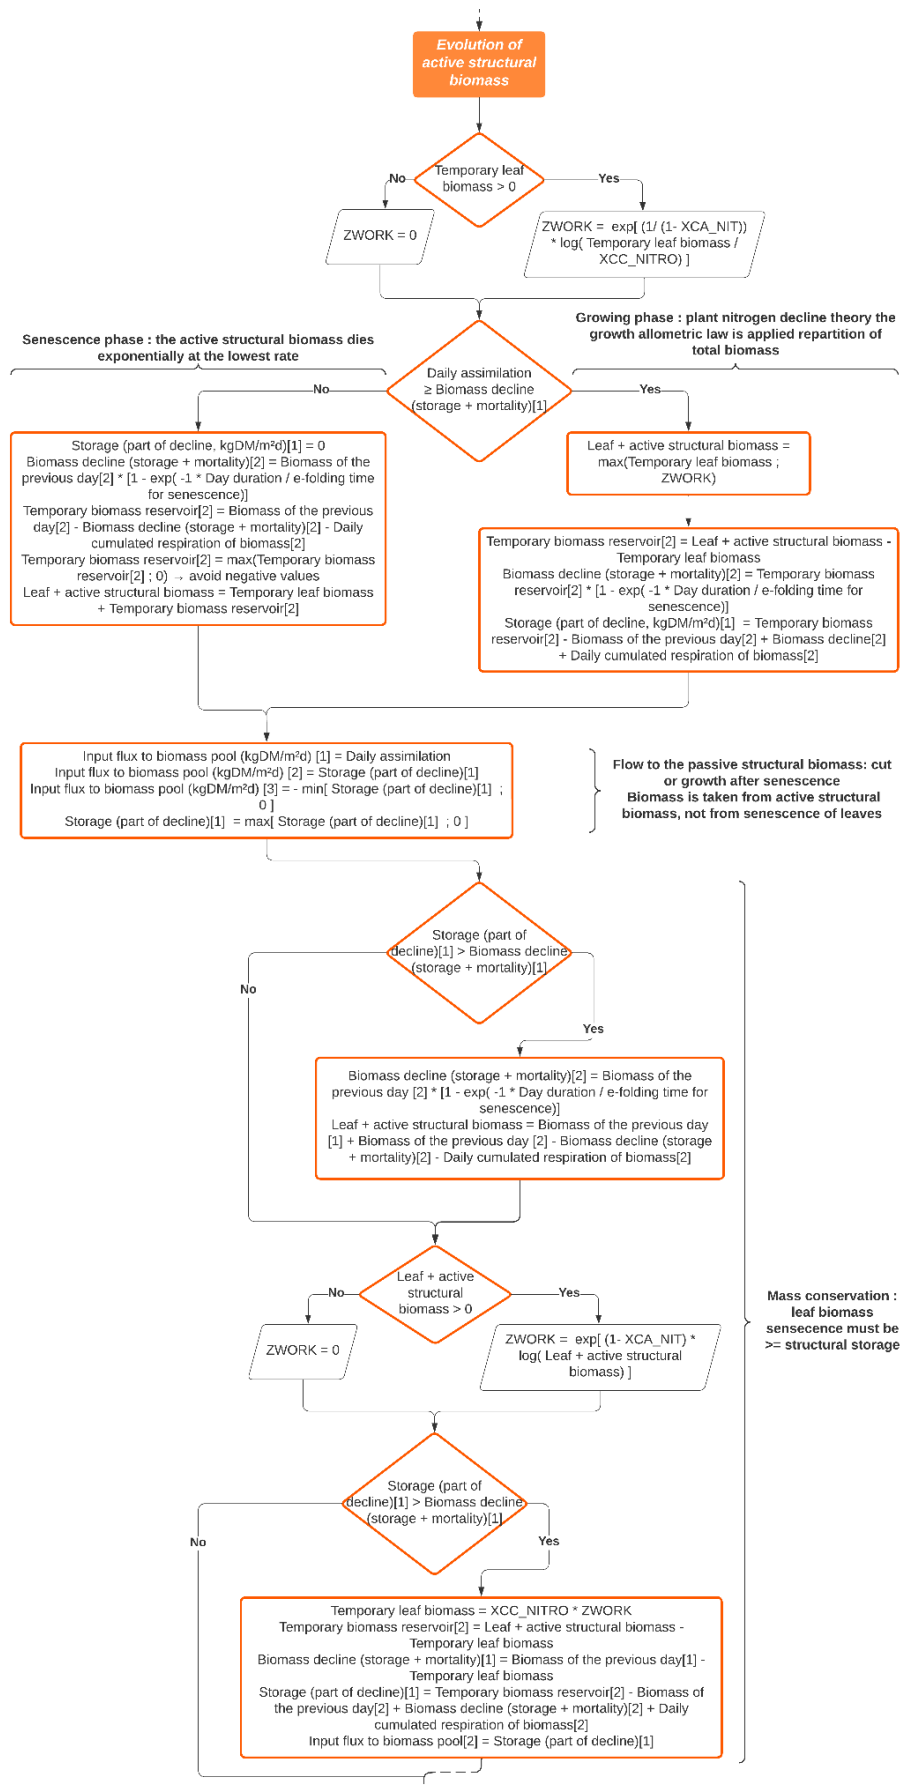 Evolution of
active structural
biomass
Temporary leaf
biomass > 0
No
Yes
ZWORK = 0
ZWORK =  exp[ (1/ (1- XCA_NIT))
* log( Temporary leaf biomass /
XCC_NITRO) ]
Senescence phase : the active structural biomass dies
exponentially at the lowest rate
Growing phase : plant nitrogen decline theory the
growth allometric law is applied repartition of
total biomass
Daily assimilation
≥ Biomass decline
(storage + mortality)[1]
No
Yes
Storage (part of decline, kgDM/m²d)[1] = 0
Biomass decline (storage + mortality)[2] = Biomass of the
previous day[2] * [1 - exp( -1 * Day duration / e-folding time
for senescence)]
Temporary biomass reservoir[2] = Biomass of the previous
day[2] - Biomass decline (storage + mortality)[2] - Daily
cumulated respiration of biomass[2]
Temporary biomass reservoir[2] = max(Temporary biomass
reservoir[2] ; 0) → avoid negative values
Leaf + active structural biomass = Temporary leaf biomass
+ Temporary biomass reservoir[2]
Leaf + active structural biomass =
max(Temporary leaf biomass ;
ZWORK)
Temporary biomass reservoir[2] = Leaf + active structural biomass -
Temporary leaf biomass
Biomass decline (storage + mortality)[2] = Temporary biomass
reservoir[2] * [1 - exp( -1 * Day duration / e-folding time for
senescence)]
Storage (part of decline, kgDM/m²d)[1]  = Temporary biomass
reservoir[2] - Biomass of the previous day[2] + Biomass decline[2]
+ Daily cumulated respiration of biomass[2]
Input flux to biomass pool (kgDM/m²d) [1] = Daily assimilation
Input flux to biomass pool (kgDM/m²d) [2] = Storage (part of decline)[1]
Input flux to biomass pool (kgDM/m²d) [3] = - min[ Storage (part of decline)[1]  ;
0 ]
Storage (part of decline)[1]  = max[ Storage (part of decline)[1]  ; 0 ]
Flow to the passive structural biomass: cut
or growth after senescence
Biomass is taken from active structural
biomass, not from senescence of leaves
Storage (part of
decline)[1] > Biomass decline
(storage + mortality)[1]
No
Yes
Biomass decline (storage + mortality)[2] = Biomass of the
previous day [2] * [1 - exp( -1 * Day duration / e-folding time for
senescence)]
Leaf + active structural biomass = Biomass of the previous day
[1] + Biomass of the previous day [2] - Biomass decline (storage
+ mortality)[2] - Daily cumulated respiration of biomass[2]
Leaf + active
structural
biomass > 0
No
Yes
ZWORK = 0
ZWORK =  exp[ (1- XCA_NIT) *
log( Leaf + active structural
biomass) ]
Mass conservation :
leaf biomass
sensecence must be
>= structural storage
Storage (part of
decline)[1] > Biomass decline
(storage + mortality)[1]
No
Yes
Temporary leaf biomass = XCC_NITRO * ZWORK
Temporary biomass reservoir[2] = Leaf + active structural biomass -
Temporary leaf biomass
Biomass decline (storage + mortality)[1] = Biomass of the previous day[1] -
Temporary leaf biomass
Storage (part of decline)[1] = Temporary biomass reservoir[2] - Biomass of
the previous day[2] + Biomass decline (storage + mortality)[2] + Daily
cumulated respiration of biomass[2]
Input flux to biomass pool[2] = Storage (part of decline)[1]